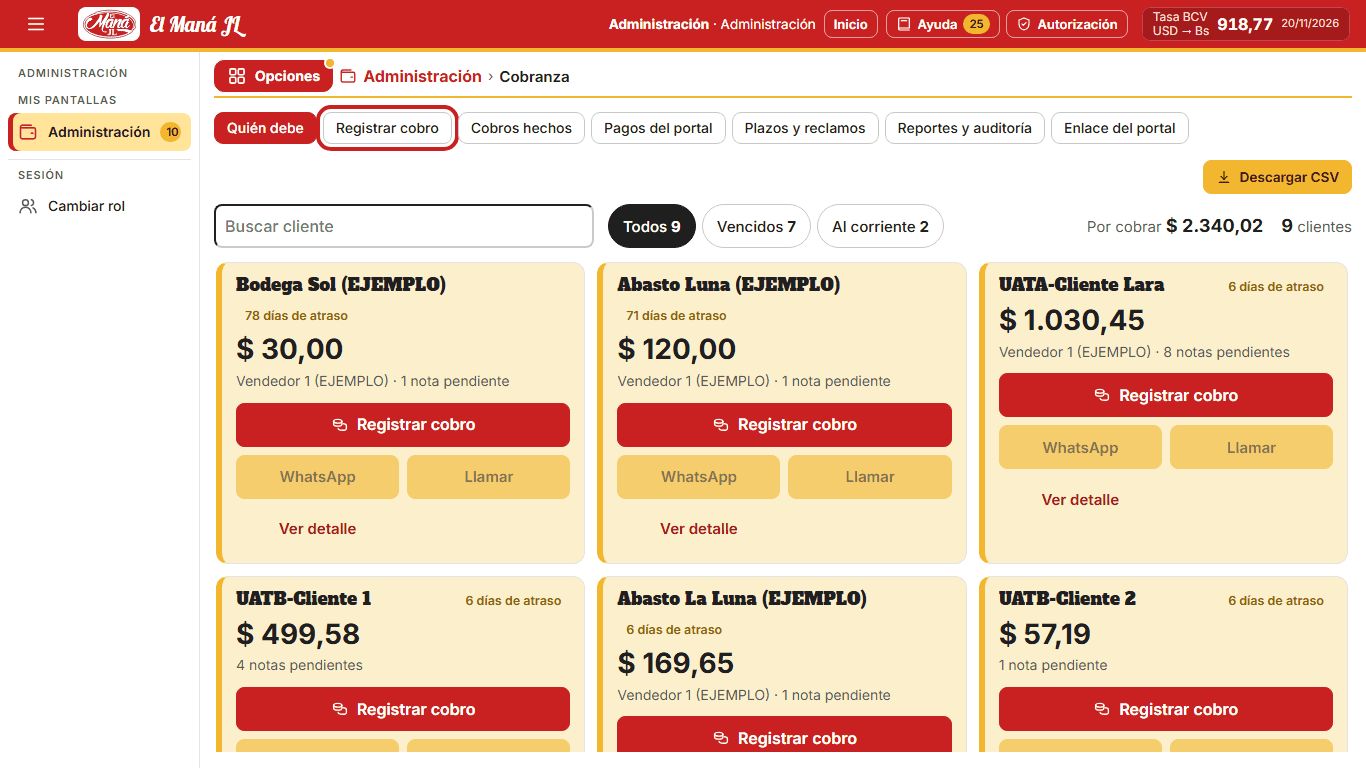 El Maná JL
El Maná JL
Administración · Administración
Inicio
Ayuda 25
Autorización
Tasa BCV
USD → Bs
918,77
20/11/2026
ADMINISTRACIÓN
MIS PANTALLAS
Administración 10
SESIÓN
Cambiar rol
Opciones
Administración › Cobranza
Quién debe
Registrar cobro
Cobros hechos
Pagos del portal
Plazos y reclamos
Reportes y auditoría
Enlace del portal
Descargar CSV
Buscar cliente
Todos 9
Vencidos 7
Al corriente 2
Por cobrar $ 2.340,02 9 clientes
Bodega Sol (EJEMPLO)
78 días de atraso
$ 30,00
Vendedor 1 (EJEMPLO) · 1 nota pendiente
Registrar cobro
WhatsApp
Llamar
Ver detalle
Abasto Luna (EJEMPLO)
71 días de atraso
$ 120,00
Vendedor 1 (EJEMPLO) · 1 nota pendiente
Registrar cobro
WhatsApp
Llamar
Ver detalle
UATA-Cliente Lara
6 días de atraso
$ 1.030,45
Vendedor 1 (EJEMPLO) · 8 notas pendientes
Registrar cobro
WhatsApp
Llamar
Ver detalle
UATB-Cliente 1
6 días de atraso
$ 499,58
4 notas pendientes
Registrar cobro
Abasto La Luna (EJEMPLO)
6 días de atraso
$ 169,65
Vendedor 1 (EJEMPLO) · 1 nota pendiente
Registrar cobro
UATB-Cliente 2
6 días de atraso
$ 57,19
1 nota pendiente
Registrar cobro